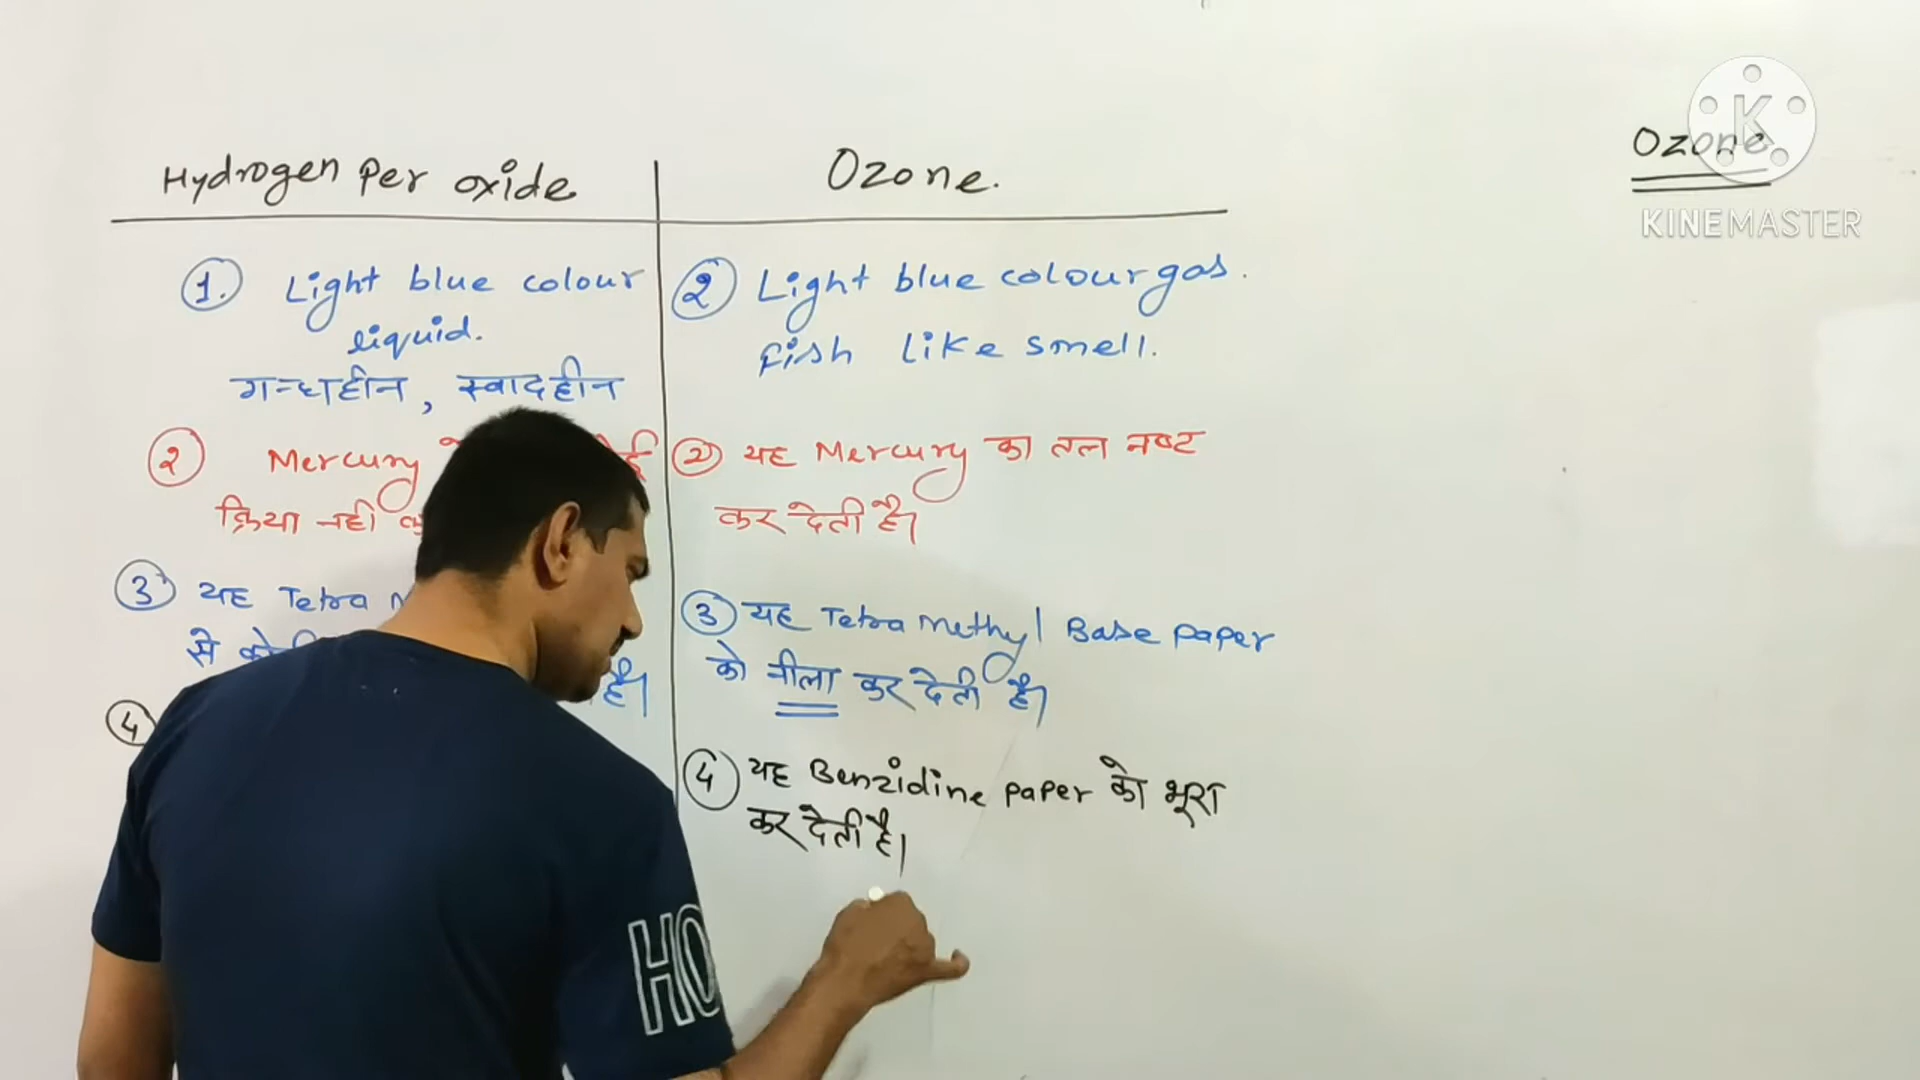 Hydrogen Per oxide
Ozone.
Ozone
KINEMASTER
1. Light blue colour
liquid.
गन्धहीन, स्वादहीन
2 Mercury
क्रिया नही
3 यह Tetra
से
है।
4
2 Light blue colour gas.
Fish Like smell.
2 यह Mercury का तल नष्ट
कर देती है।
3 यह Tetra Methyl Base paper
को नीला कर देती है।
4 यह Benzidine paper को भूरा
कर देती है।
HO